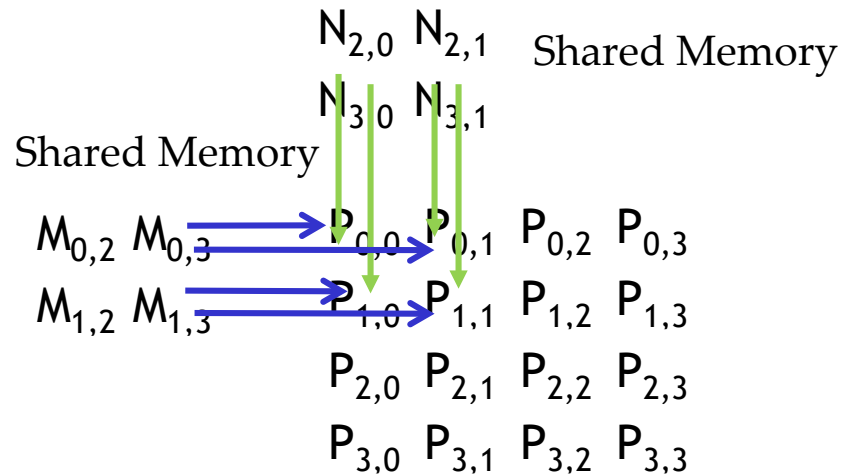 N2,0 N2,1
Shared Memory
N3,0 N3,1
Shared Memory
M0,2 M0,3 P0,0 P0,1 P0,2 P0,3
M1,2 M1,3 P1,0 P1,1 P1,2 P1,3
P2,0 P2,1 P2,2 P2,3
P3,0 P3,1 P3,2 P3,3